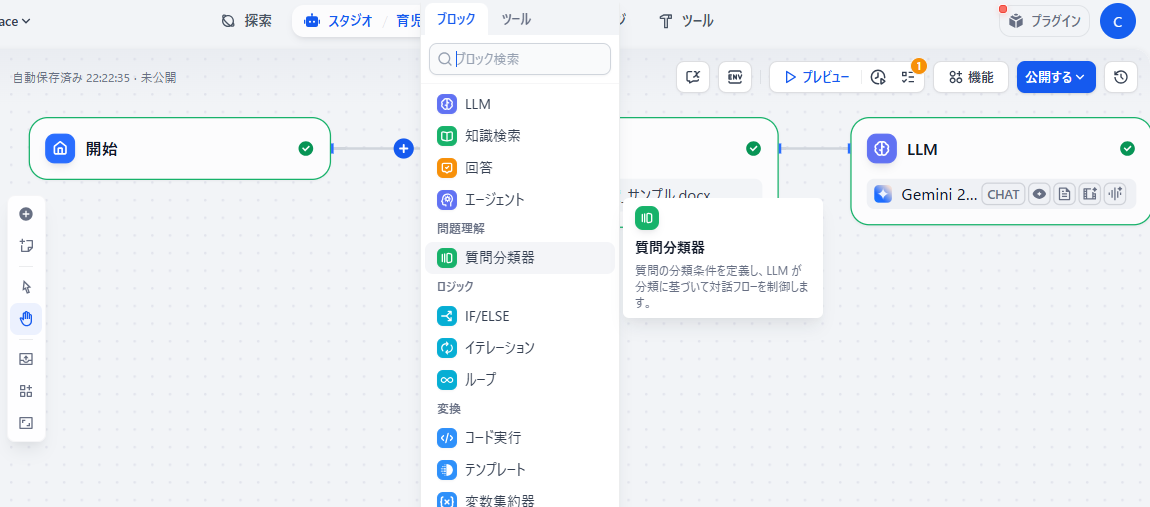 ace
探索
スタジオ / 育児
ブロック
ツール
ツール
プラグイン
C
ブロック検索
自動保存済み 22:22:35 · 未公開
ENV
プレビュー
1
機能
公開する
開始
LLM
知識検索
回答
エージェント
問題理解
質問分類器
ロジック
IF/ELSE
イテレーション
ループ
変換
コード実行
テンプレート
変数集約器
サンプル.docx
質問分類器
質問の分類条件を定義し、LLM が
分類に基づいて対話フローを制御しま
す。
LLM
Gemini 2...
CHAT